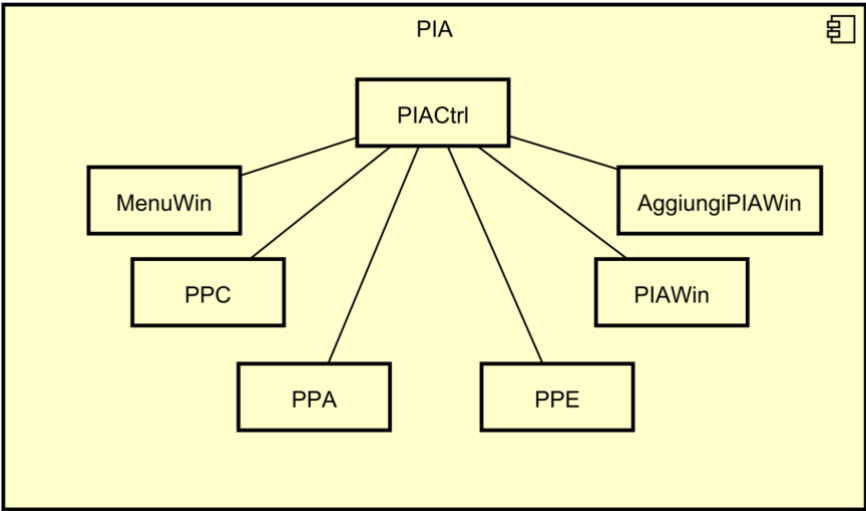 PIA
PIACtrl
MenuWin
AggiungiPIAWin
PPC
PIAWin
PPA
PPE